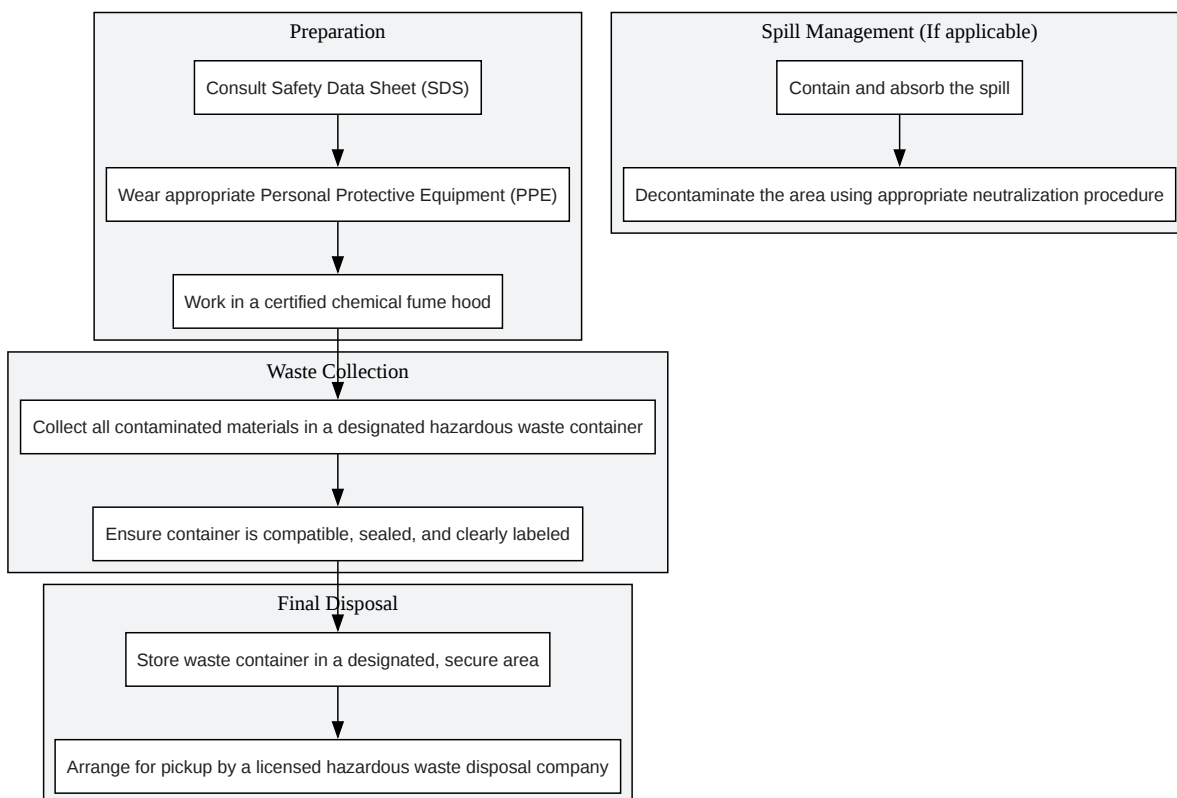 Preparation
Consult Safety Data Sheet (SDS)
Wear appropriate Personal Protective Equipment (PPE)
Work in a certified chemical fume hood
Waste Collection
Collect all contaminated materials in a designated hazardous waste container
Ensure container is compatible, sealed, and clearly labeled
Final Disposal
Store waste container in a designated, secure area
Arrange for pickup by a licensed hazardous waste disposal company
Spill Management (If applicable)
Contain and absorb the spill
Decontaminate the area using appropriate neutralization procedure